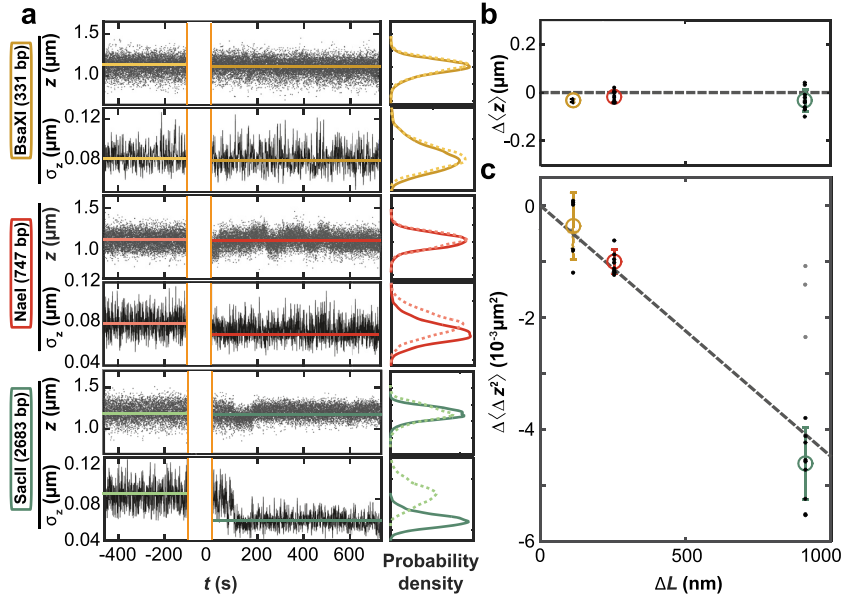 a
BsaXI (331 bp)
z (μm)
1.5
1.0
σz (μm)
0.12
0.08
NaeI (747 bp)
z (μm)
1.5
1.0
σz (μm)
0.12
0.08
0.04
SacII (2683 bp)
z (μm)
1.5
1.0
σz (μm)
0.12
0.08
0.04
-400 -200 0 200 400 600
t (s)
Probability
density
b
Δ⟨z⟩ (μm)
0.2
0
-0.2
c
Δ⟨Δz²⟩ (10⁻³μm²)
0
-2
-4
-6
0 500 1000
ΔL (nm)